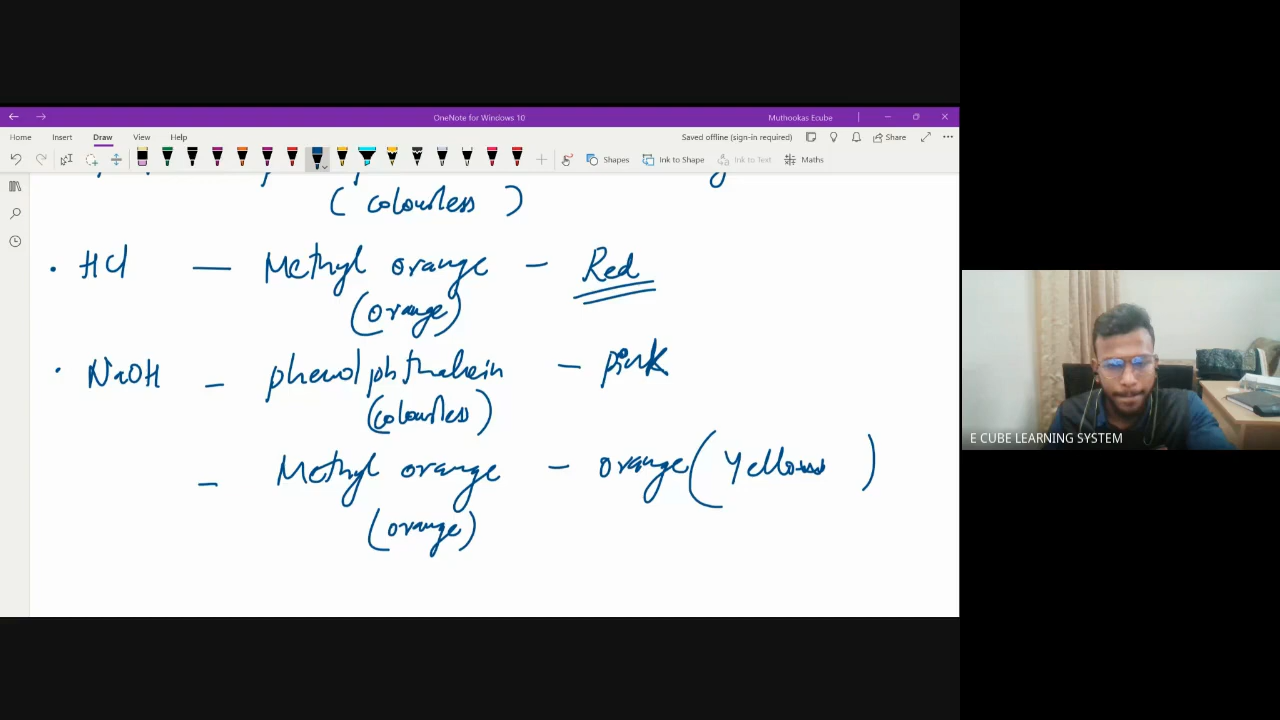 OneNote for Windows 10
Muthookas Ecube
Home Insert Draw View Help
Saved offline (sign-in required)
Share
Shapes
Ink to Shape
Ink to Text
Maths
( colourless )
. HCl — Methyl orange - Red
(orange)
. NaOH - phenolphthalein - pink
(colourless)
- Methyl orange - orange ( Yellow )
(orange)
E CUBE LEARNING SYSTEM